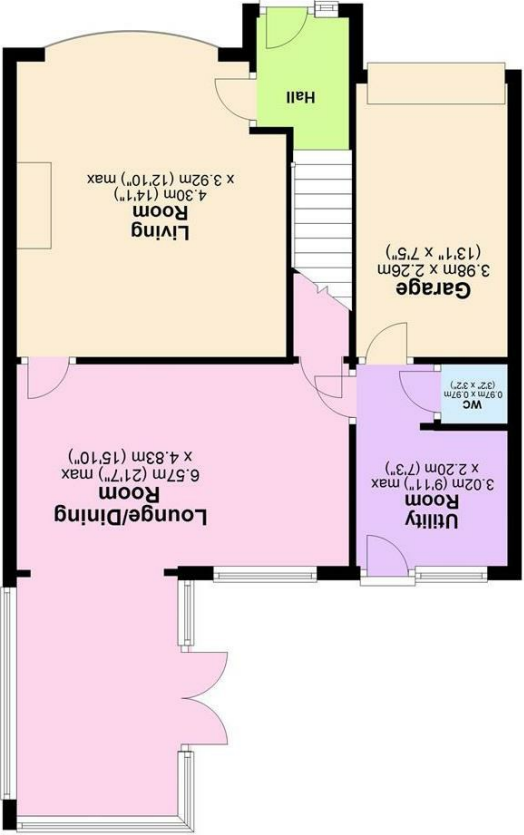 Lounge/Dining
Room
6.57m (21'7") max
x 4.83m (15'10")
Utility
Room
3.02m (9'11") max
x 2.20m (7'3")
WC
0.97m x 0.97m
(3'2" x 3'2")
Garage
3.98m x 2.26m
(13'1" x 7'5")
Living
Room
4.30m (14'1")
x 3.92m (12'10") max
Hall